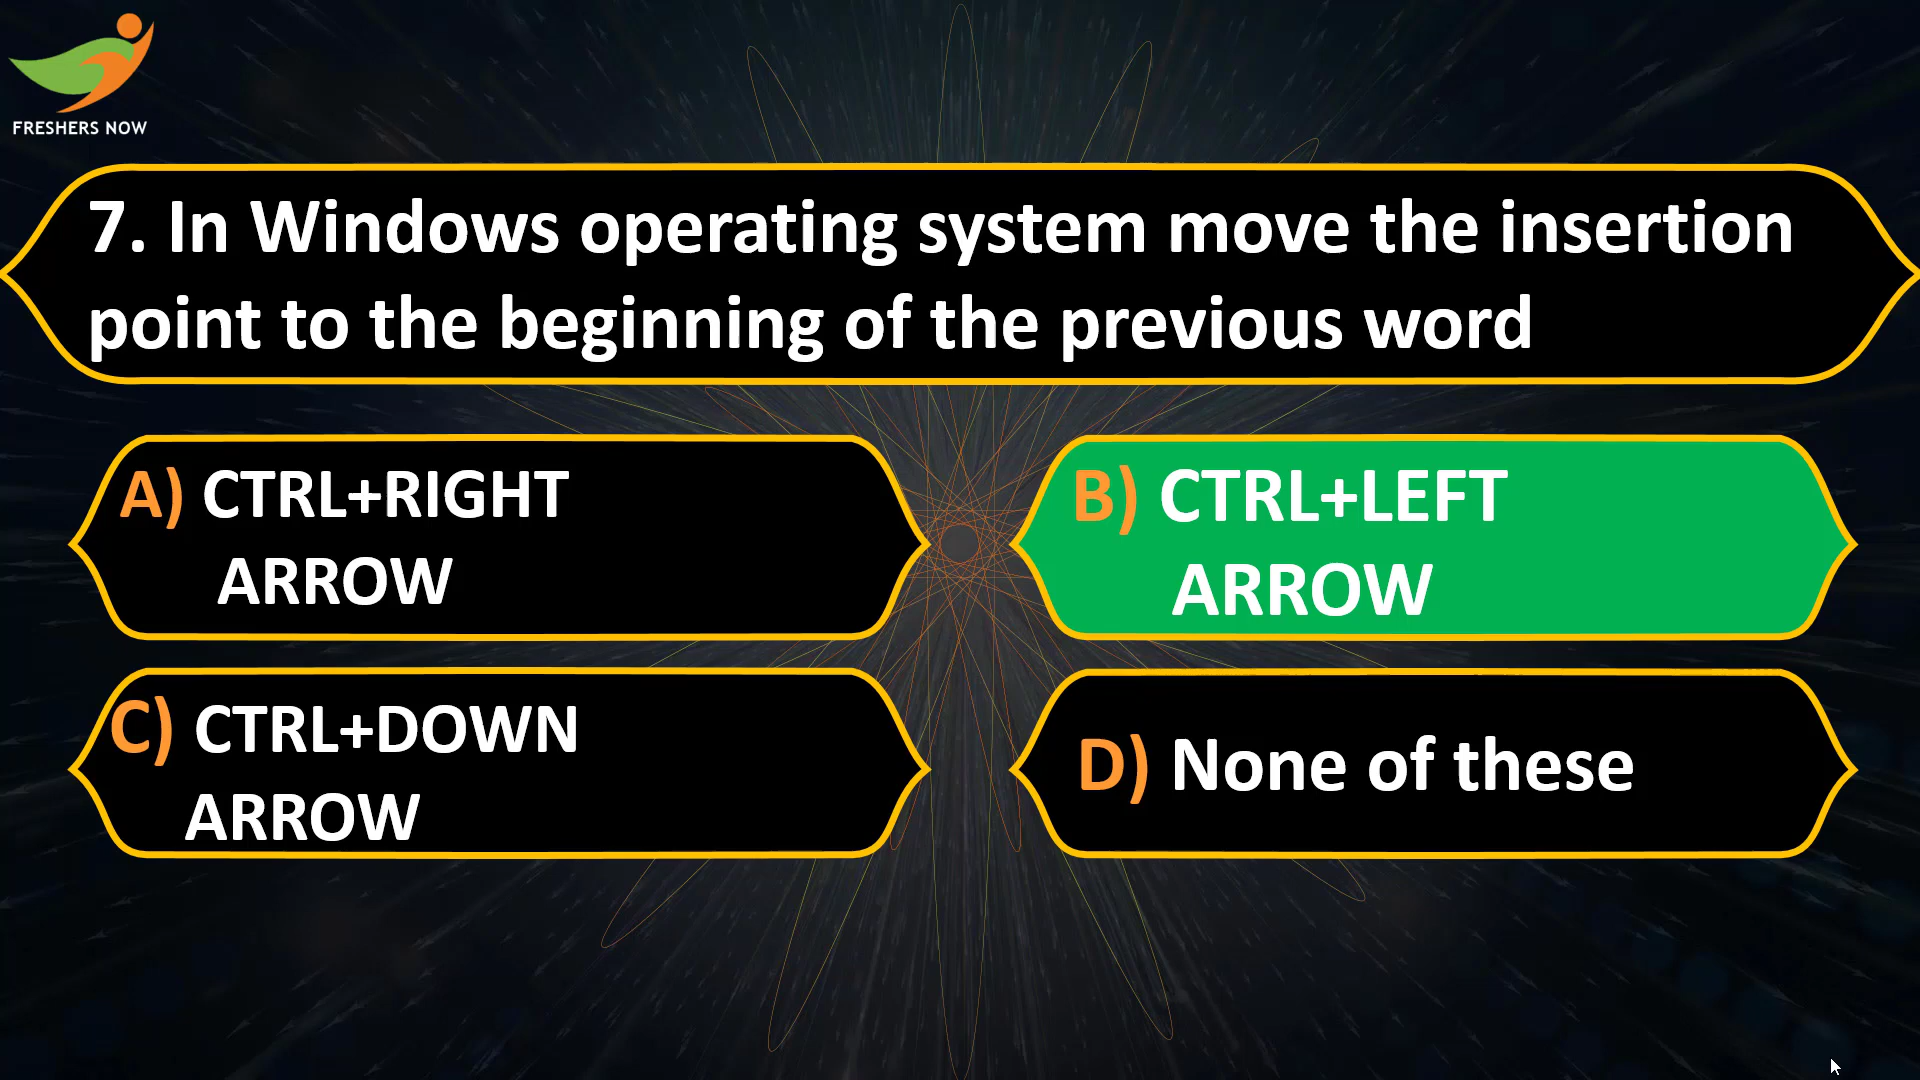 FRESHERS NOW
7. In Windows operating system move the insertion
point to the beginning of the previous word
A) CTRL+RIGHT
ARROW
B) CTRL+LEFT
ARROW
C) CTRL+DOWN
ARROW
D) None of these